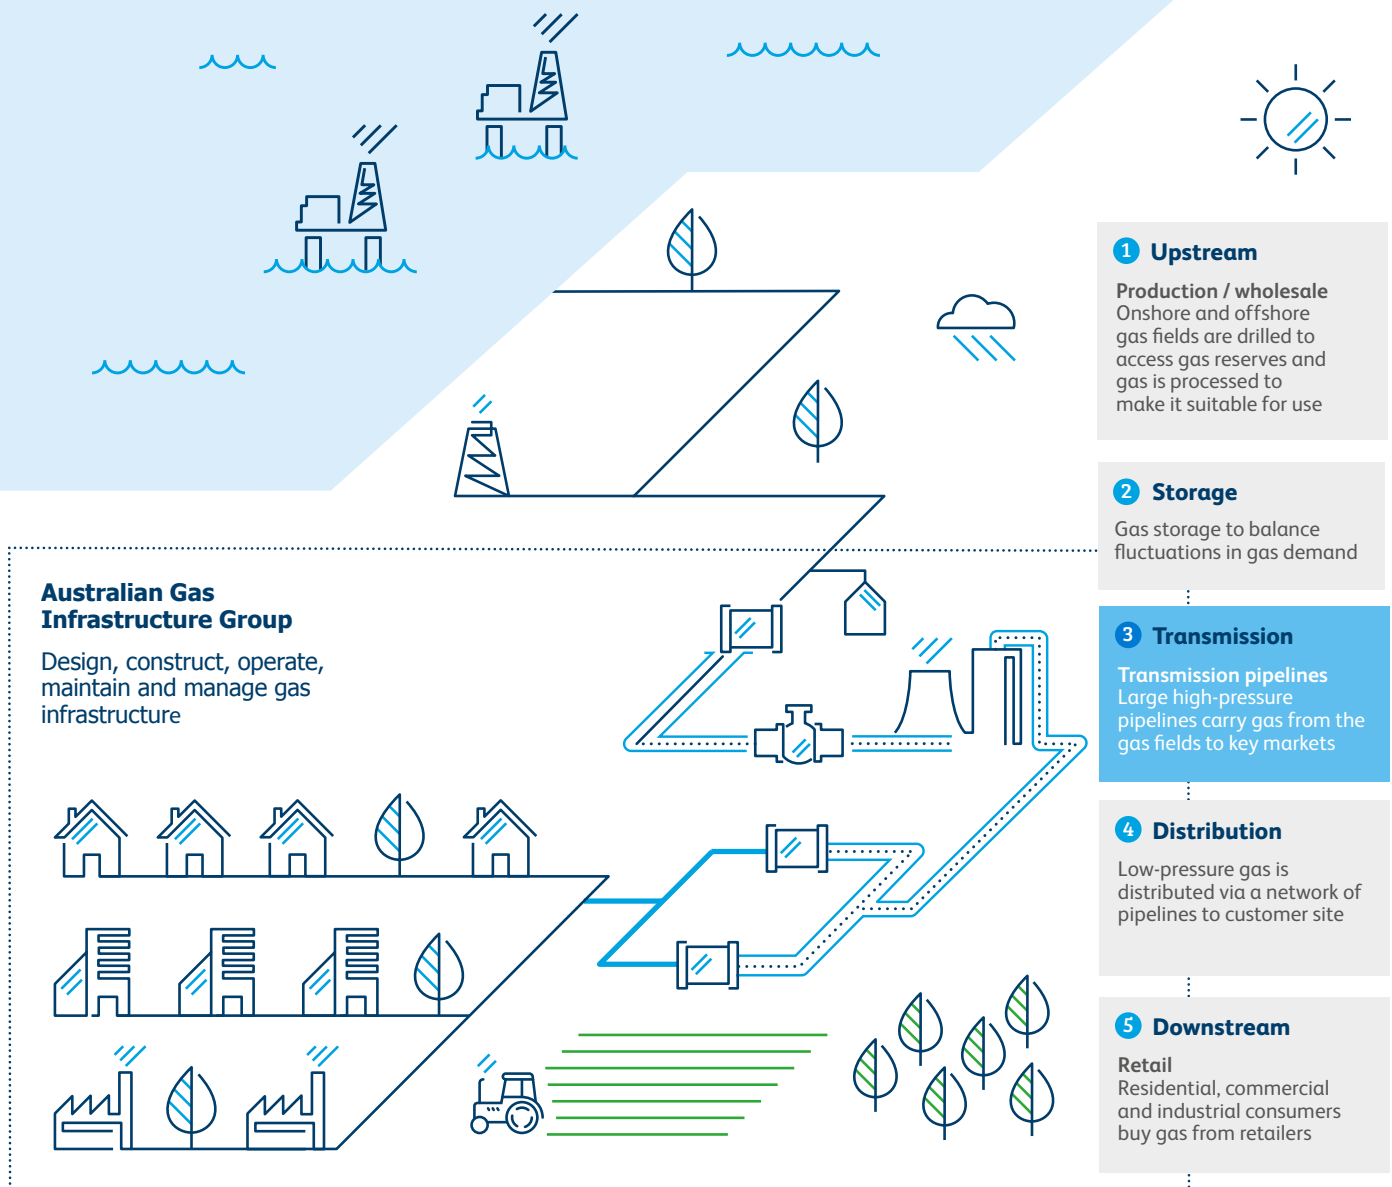 1 Upstream
Production / wholesale
Onshore and offshore
gas fields are drilled to
access gas reserves and
gas is processed to
make it suitable for use
2 Storage
Gas storage to balance
fluctuations in gas demand
Australian Gas
Infrastructure Group
Design, construct, operate,
maintain and manage gas
infrastructure
3 Transmission
Transmission pipelines
Large high-pressure
pipelines carry gas from the
gas fields to key markets
4 Distribution
Low-pressure gas is
distributed via a network of
pipelines to customer site
5 Downstream
Retail
Residential, commercial
and industrial consumers
buy gas from retailers